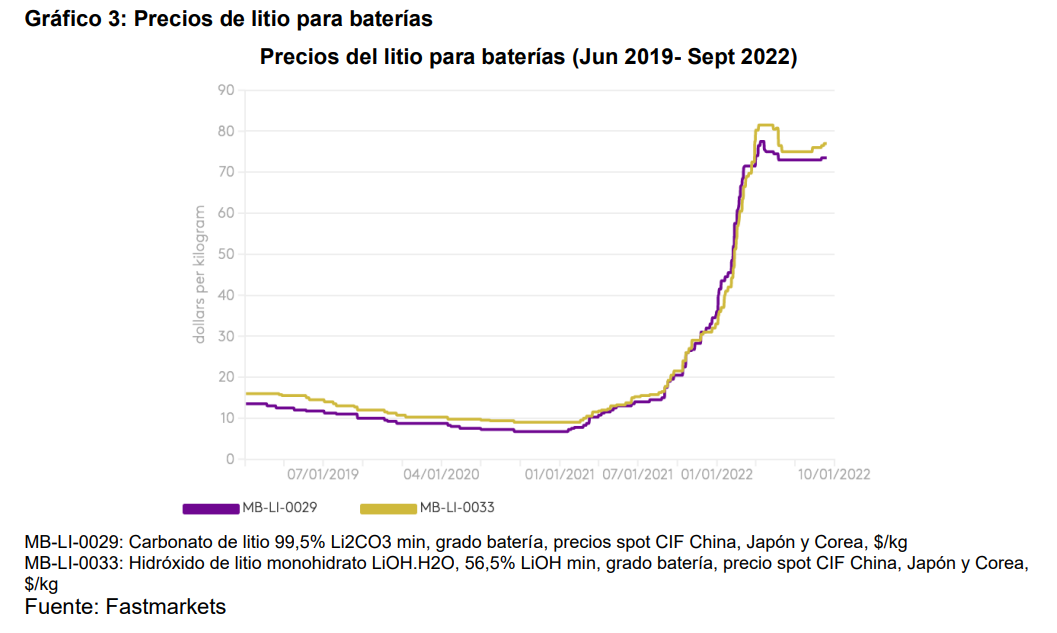 Gráfico 3: Precios de litio para baterías
Precios del litio para baterías (Jun 2019- Sept 2022)
90
80
70
60
50
40
30
20
10
0
dollars per kilogram
07/01/2019
04/01/2020
01/01/2021
07/01/2021
01/01/2022
10/01/2022
MB-LI-0029
MB-LI-0033
MB-LI-0029: Carbonato de litio 99,5% Li2CO3 min, grado batería, precios spot CIF China, Japón y Corea, $/kg
MB-LI-0033: Hidróxido de litio monohidrato LiOH.H2O, 56,5% LiOH min, grado batería, precio spot CIF China, Japón y Corea,
$/kg
Fuente: Fastmarkets